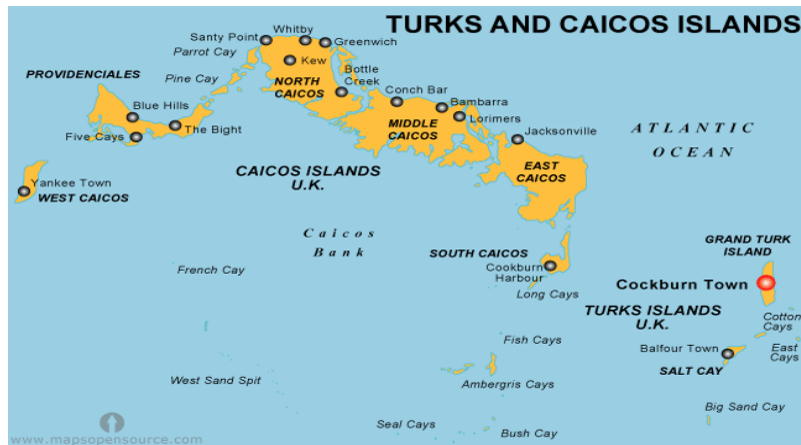 TURKS AND CAICOS ISLANDS
Whitby
Santy Point
Greenwich
Parrot Cay
Kew
Bottle
Creek
PROVIDENCIALES
Pine Cay
NORTH
CAICOS
Conch Bar
Blue Hills
Bambarra
The Bight
MIDDLE
CAICOS
Lorimers
Five Cays
Jacksonville
ATLANTIC
OCEAN
CAICOS ISLANDS
U.K.
EAST
CAICOS
Yankee Town
WEST CAICOS
Caicos
Bank
GRAND TURK
ISLAND
SOUTH CAICOS
French Cay
Cookburn
Harbour
Cockburn Town
Long Cays
TURKS ISLANDS
U.K.
Cotton
Cays
Fish Cays
Balfour Town
East
Cays
SALT CAY
West Sand Spit
Ambergris Cays
Big Sand Cay
Seal Cays
Bush Cay
www.mapsopensource.com